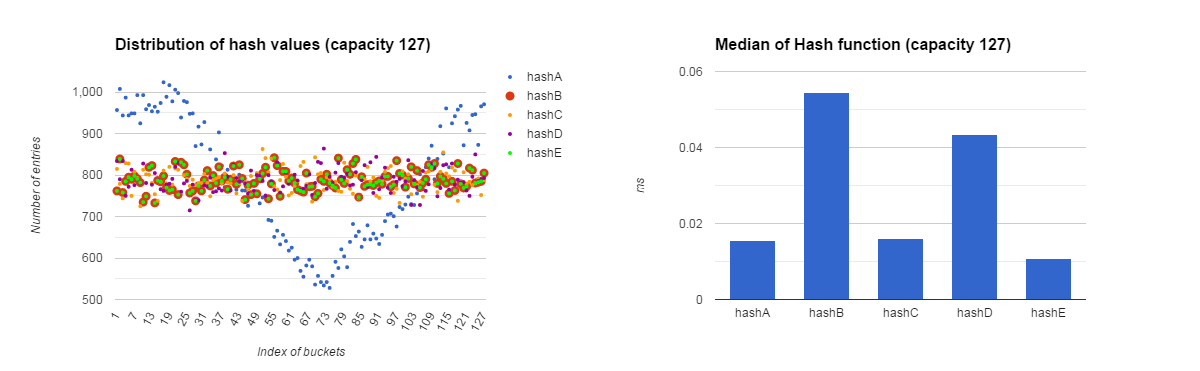 Distribution of hash values (capacity 127)
1,000
900
800
700
600
500
Number of entries
1 7 13 19 25 31 37 43 49 55 61 67 73 79 85 91 97 103 109 115 121 127
Index of buckets
hashA
hashB
hashC
hashD
hashE
Median of Hash function (capacity 127)
0.06
0.04
0.02
0
ms
hashA hashB hashC hashD hashE